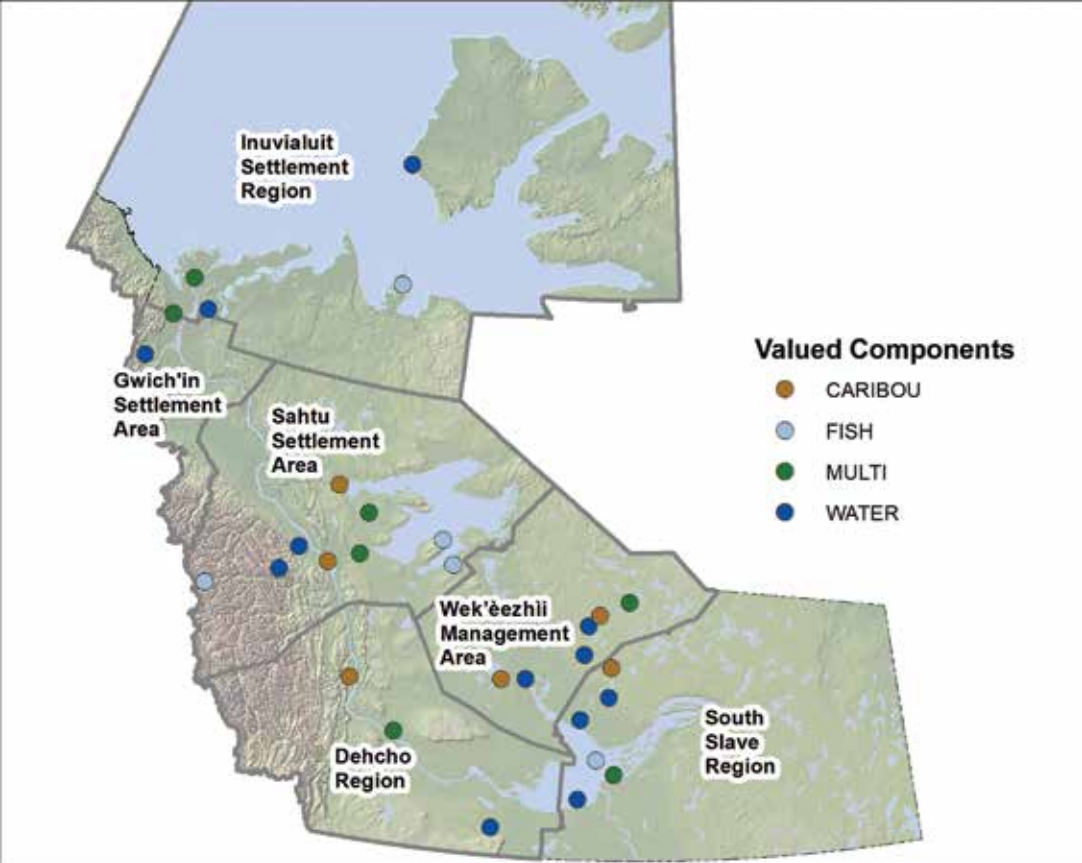 Inuvialuit
Settlement
Region
Gwich'in
Settlement
Area
Sahtu
Settlement
Area
Wek'èezhìi
Management
Area
Dehcho
Region
South
Slave
Region
Valued Components
CARIBOU
FISH
MULTI
WATER